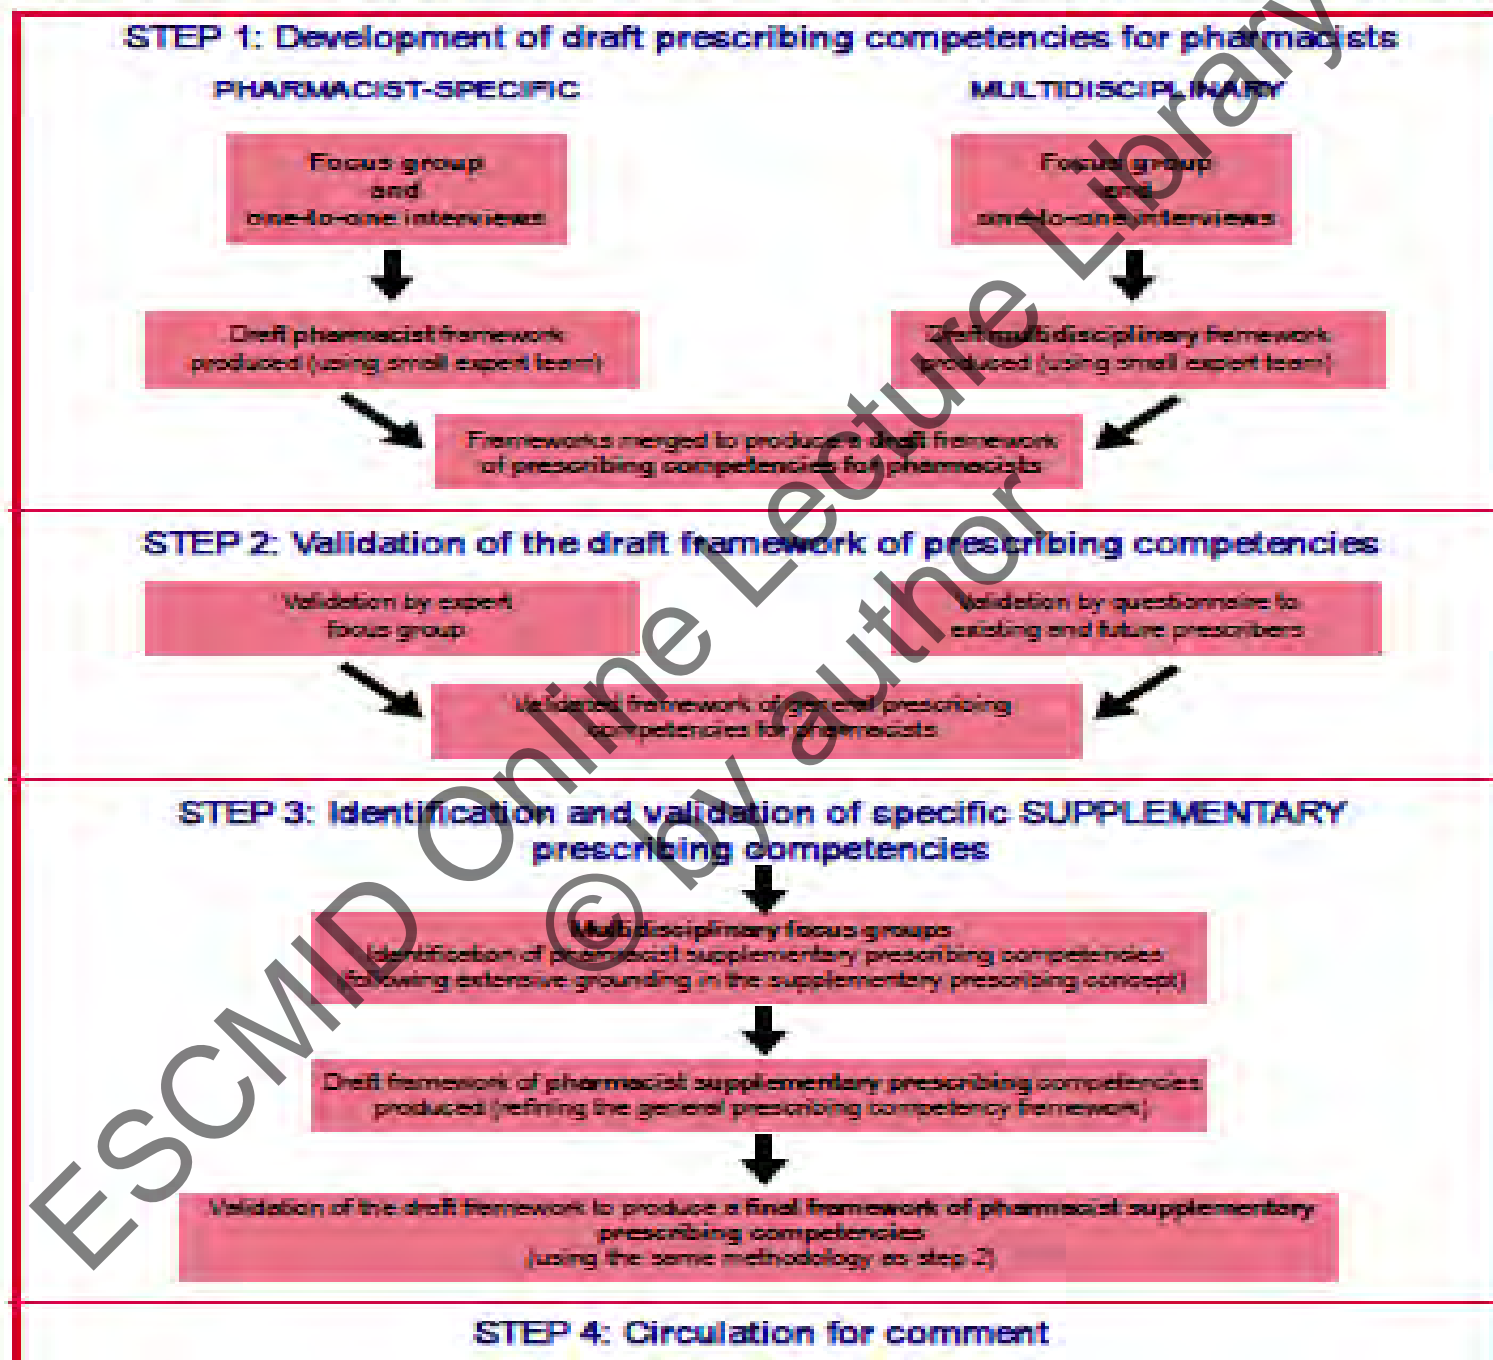 STEP 1: Development of draft prescribing competencies for pharmacists
PHARMACIST-SPECIFIC
MULTIDISCIPLINARY
Focus group
and
one-to-one interviews
Focus group
and
one-to-one interviews
Draft pharmacist framework
produced (using small expert team)
Draft multidisciplinary framework
produced (using small expert team)
Frameworks merged to produce a draft framework
of prescribing competencies for pharmacists
STEP 2: Validation of the draft framework of prescribing competencies
Validation by expert
focus group
Validation by questionnaire to
existing and future prescribers
Validated framework of general prescribing
competencies for pharmacists
STEP 3: Identification and validation of specific SUPPLEMENTARY
prescribing competencies
Multidisciplinary focus groups
Identification of pharmacist supplementary prescribing competencies
(following extensive grounding in the supplementary prescribing concept)
Draft framework of pharmacist supplementary prescribing competencies
produced (refining the general prescribing competency framework)
Validation of the draft framework to produce a final framework of pharmacist supplementary
prescribing competencies
(using the same methodology as step 2)
STEP 4: Circulation for comment
ESCMID Online Lecture Library
© by author